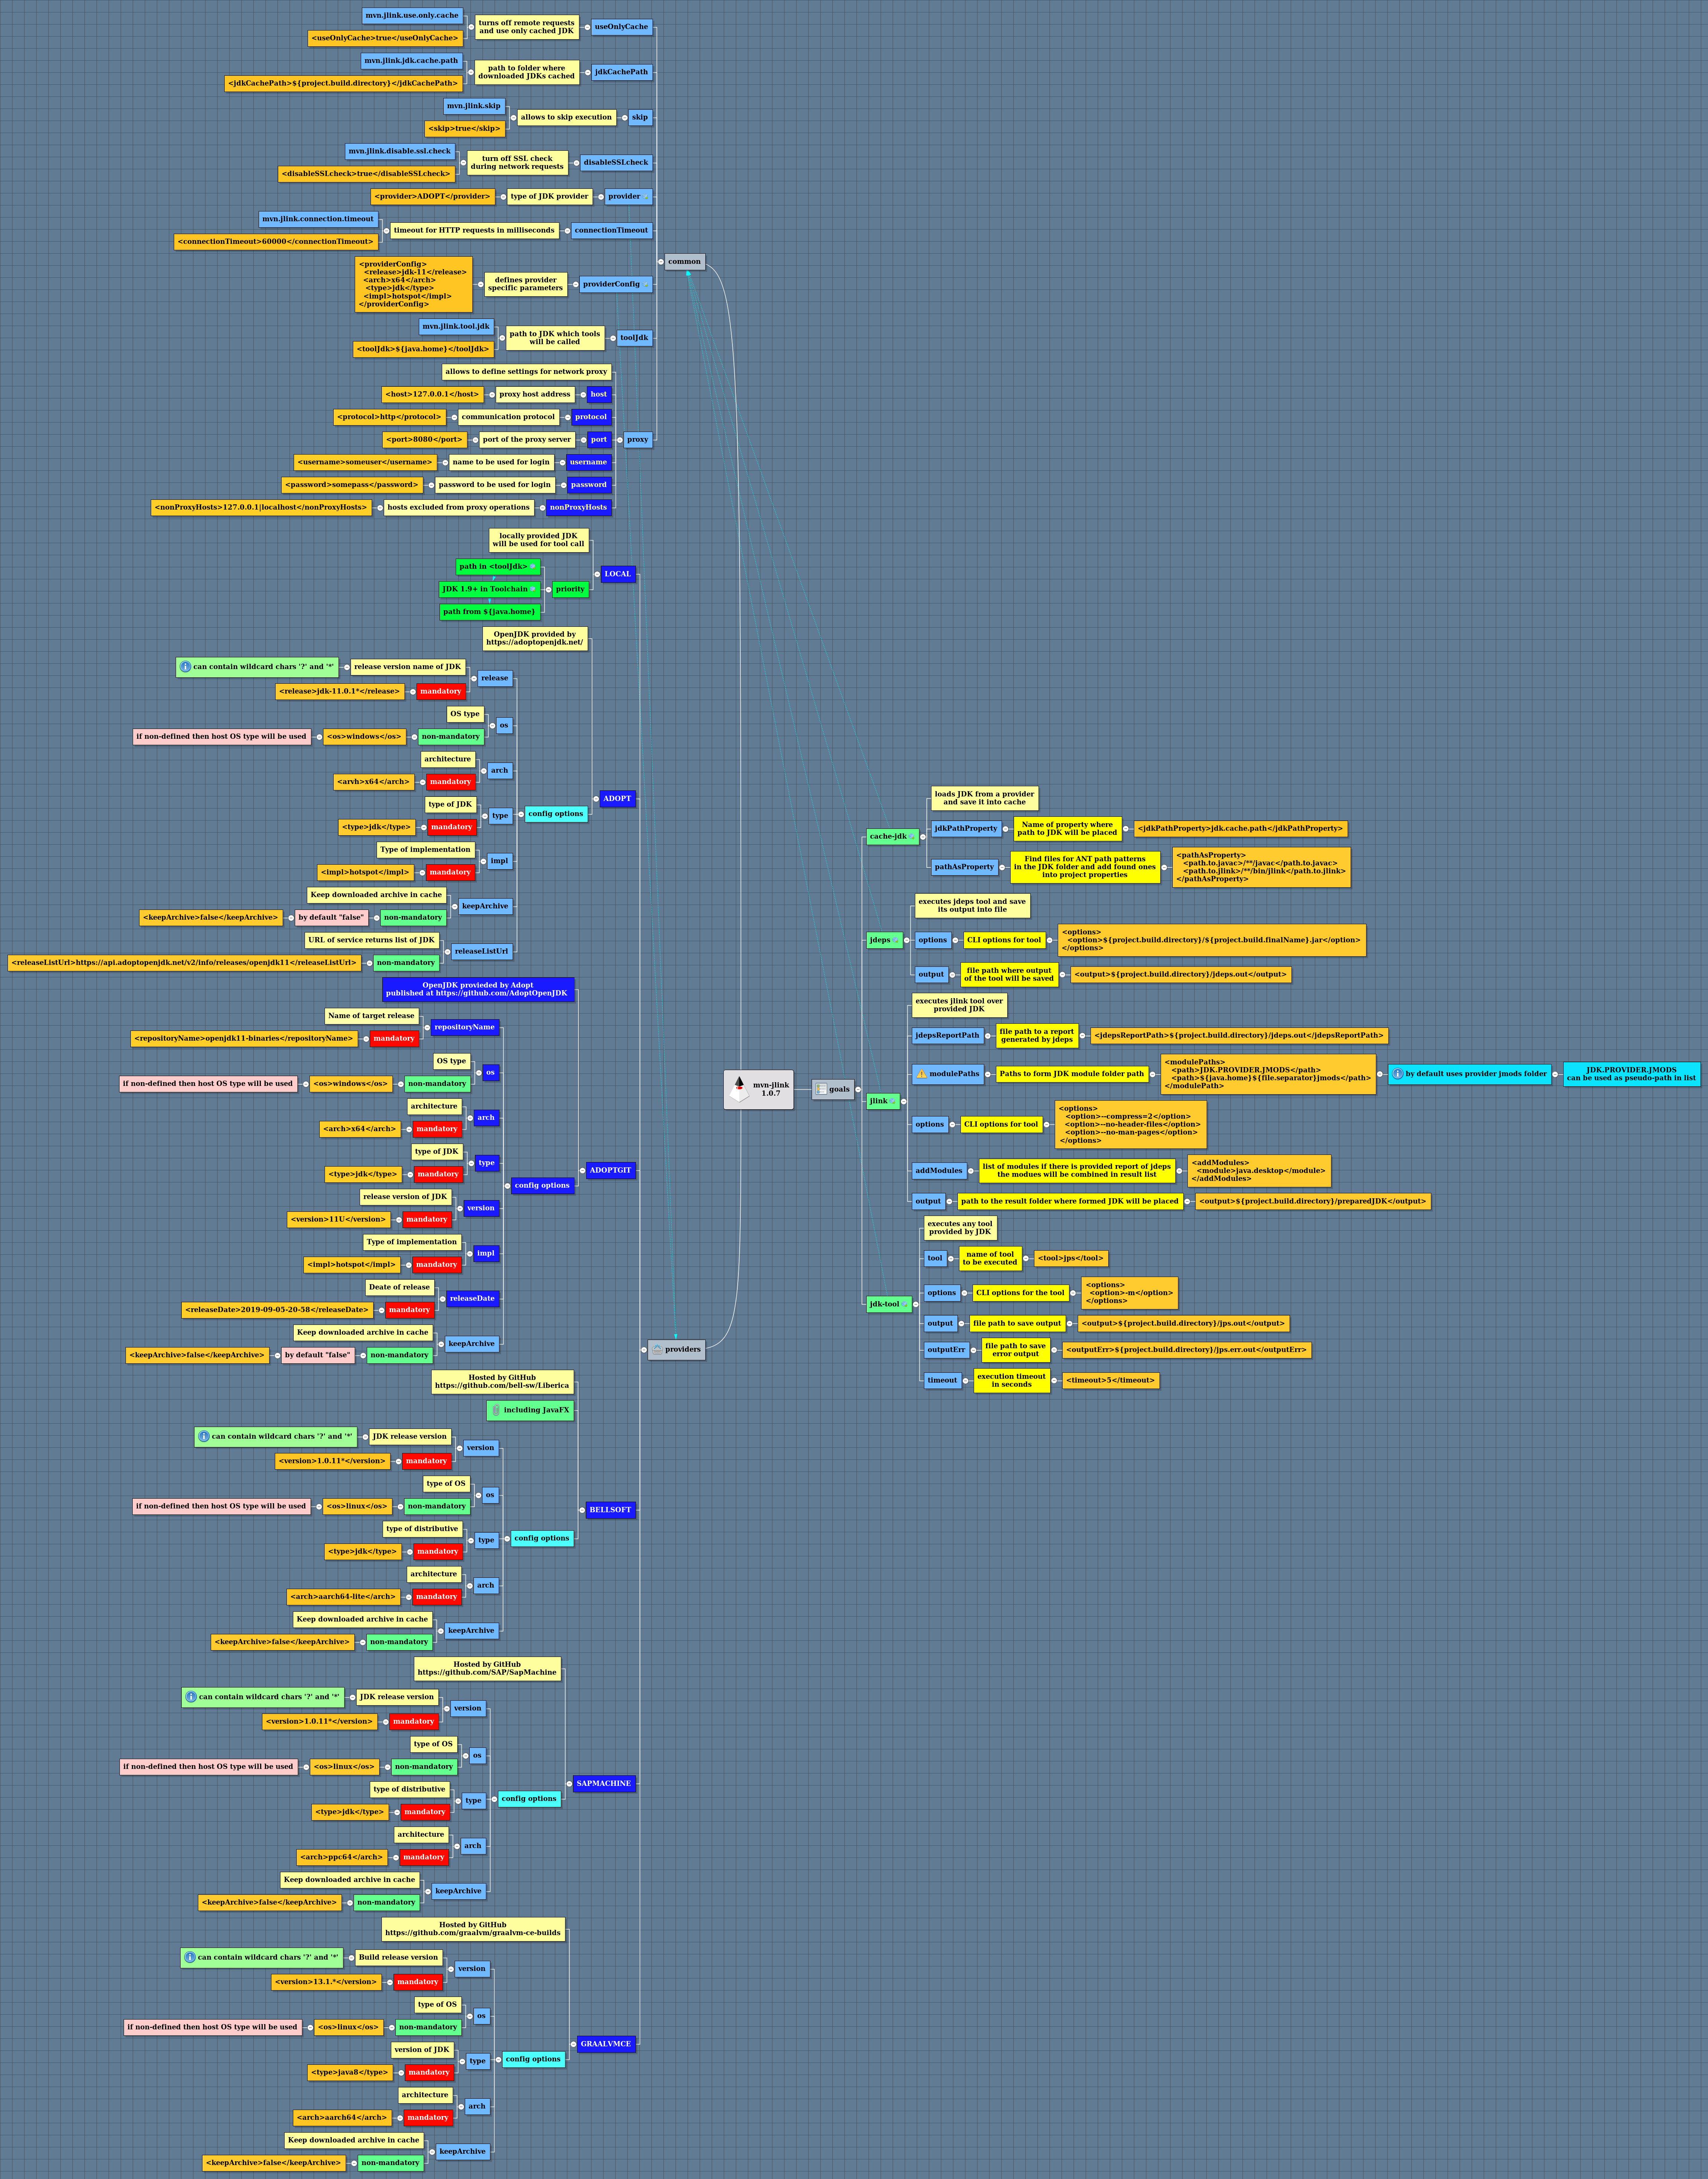 mvn-jlink
1.0.7
common
useOnlyCache
turns off remote requests
and use only cached JDK
mvn.jlink.use.only.cache
<useOnlyCache>true</useOnlyCache>
jdkCachePath
path to folder where
downloaded JDKs cached
mvn.jlink.jdk.cache.path
<jdkCachePath>${project.build.directory}</jdkCachePath>
skip
allows to skip execution
mvn.jlink.skip
<skip>true</skip>
disableSSLcheck
turn off SSL check
during network requests
mvn.jlink.disable.ssl.check
<disableSSLcheck>true</disableSSLcheck>
provider
type of JDK provider
<provider>ADOPT</provider>
connectionTimeout
timeout for HTTP requests in milliseconds
mvn.jlink.connection.timeout
<connectionTimeout>60000</connectionTimeout>
providerConfig
defines provider
specific parameters
<providerConfig>
<release>jdk-11</release>
<arch>x64</arch>
<type>jdk</type>
<impl>hotspot</impl>
</providerConfig>
toolJdk
path to JDK which tools
will be called
mvn.jlink.tool.jdk
<toolJdk>${java.home}</toolJdk>
proxy
allows to define settings for network proxy
host
proxy host address
<host>127.0.0.1</host>
protocol
communication protocol
<protocol>http</protocol>
port
port of the proxy server
<port>8080</port>
username
name to be used for login
<username>someuser</username>
password
password to be used for login
<password>somepass</password>
nonProxyHosts
hosts excluded from proxy operations
<nonProxyHosts>127.0.0.1|localhost</nonProxyHosts>
providers
LOCAL
locally provided JDK
will be used for tool call
priority
path in <toolJdk>
JDK 1.9+ in Toolchain
path from ${java.home}
ADOPT
OpenJDK provided by
https://adoptopenjdk.net/
config options
release
release version name of JDK
can contain wildcard chars '?' and '*'
mandatory
<release>jdk-11.0.1*</release>
os
OS type
non-mandatory
<os>windows</os>
if non-defined then host OS type will be used
arch
architecture
mandatory
<arvh>x64</arch>
type
type of JDK
mandatory
<type>jdk</type>
impl
Type of implementation
mandatory
<impl>hotspot</impl>
keepArchive
Keep downloaded archive in cache
non-mandatory
by default "false"
<keepArchive>false</keepArchive>
releaseListUrl
URL of service returns list of JDK
non-mandatory
<releaseListUrl>https://api.adoptopenjdk.net/v2/info/releases/openjdk11</releaseListUrl>
ADOPTGIT
OpenJDK provieded by Adopt
published at https://github.com/AdoptOpenJDK
config options
repositoryName
Name of target release
mandatory
<repositoryName>openjdk11-binaries</repositoryName>
os
OS type
non-mandatory
<os>windows</os>
if non-defined then host OS type will be used
arch
architecture
mandatory
<arch>x64</arch>
type
type of JDK
mandatory
<type>jdk</type>
version
release version of JDK
mandatory
<version>11U</version>
impl
Type of implementation
mandatory
<impl>hotspot</impl>
releaseDate
Deate of release
mandatory
<releaseDate>2019-09-05-20-58</releaseDate>
keepArchive
Keep downloaded archive in cache
non-mandatory
by default "false"
<keepArchive>false</keepArchive>
BELLSOFT
Hosted by GitHub
https://github.com/bell-sw/Liberica
including JavaFX
config options
version
JDK release version
can contain wildcard chars '?' and '*'
mandatory
<version>1.0.11*</version>
os
type of OS
non-mandatory
<os>linux</os>
if non-defined then host OS type will be used
type
type of distributive
mandatory
<type>jdk</type>
arch
architecture
mandatory
<arch>aarch64-lite</arch>
keepArchive
Keep downloaded archive in cache
non-mandatory
<keepArchive>false</keepArchive>
SAPMACHINE
Hosted by GitHub
https://github.com/SAP/SapMachine
config options
version
JDK release version
can contain wildcard chars '?' and '*'
mandatory
<version>1.0.11*</version>
os
type of OS
non-mandatory
<os>linux</os>
if non-defined then host OS type will be used
type
type of distributive
mandatory
<type>jdk</type>
arch
architecture
mandatory
<arch>ppc64</arch>
keepArchive
Keep downloaded archive in cache
non-mandatory
<keepArchive>false</keepArchive>
GRAALVMCE
Hosted by GitHub
https://github.com/graalvm/graalvm-ce-builds
config options
version
Build release version
can contain wildcard chars '?' and '*'
mandatory
<version>13.1.*</version>
os
type of OS
non-mandatory
<os>linux</os>
if non-defined then host OS type will be used
type
version of JDK
mandatory
<type>java8</type>
arch
architecture
mandatory
<arch>aarch64</arch>
keepArchive
Keep downloaded archive in cache
non-mandatory
<keepArchive>false</keepArchive>
goals
cache-jdk
loads JDK from a provider
and save it into cache
jdkPathProperty
Name of property where
path to JDK will be placed
<jdkPathProperty>jdk.cache.path</jdkPathProperty>
pathAsProperty
Find files for ANT path patterns
in the JDK folder and add found ones
into project properties
<pathAsProperty>
<path.to.javac>/**/javac</path.to.javac>
<path.to.jlink>/**/bin/jlink</path.to.jlink>
</pathAsProperty>
jdeps
executes jdeps tool and save
its output into file
options
CLI options for tool
<options>
<option>${project.build.directory}/${project.build.finalName}.jar</option>
</options>
output
file path where output
of the tool will be saved
<output>${project.build.directory}/jdeps.out</output>
jlink
executes jlink tool over
provided JDK
jdepsReportPath
file path to a report
generated by jdeps
<jdepsReportPath>${project.build.directory}/jdeps.out</jdepsReportPath>
modulePaths
Paths to form JDK module folder path
<modulePaths>
<path>JDK.PROVIDER.JMODS</path>
<path>${java.home}${file.separator}jmods</path>
</modulePath>
by default uses provider jmods folder
JDK.PROVIDER.JMODS
can be used as pseudo-path in list
options
CLI options for tool
<options>
<option>--compress=2</option>
<option>--no-header-files</option>
<option>--no-man-pages</option>
</options>
addModules
list of modules if there is provided report of jdeps
the modues will be combined in result list
<addModules>
<module>java.desktop</module>
</addModules>
output
path to the result folder where formed JDK will be placed
<output>${project.build.directory}/preparedJDK</output>
jdk-tool
executes any tool
provided by JDK
tool
name of tool
to be executed
<tool>jps</tool>
options
CLI options for the tool
<options>
<option>-m</option>
</options>
output
file path to save output
<output>${project.build.directory}/jps.out</output>
outputErr
file path to save
error output
<outputErr>${project.build.directory}/jps.err.out</outputErr>
timeout
execution timeout
in seconds
<timeout>5</timeout>